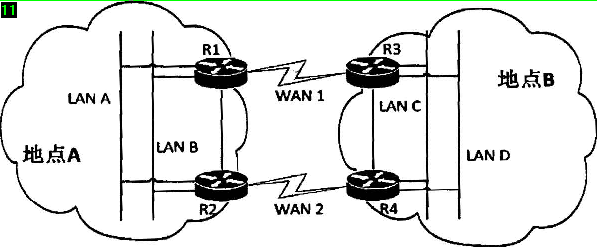 11
R1
R3
LAN A
WAN 1
LAN C
地点B
地点A
LAN B
LAN D
R2
WAN 2
R4